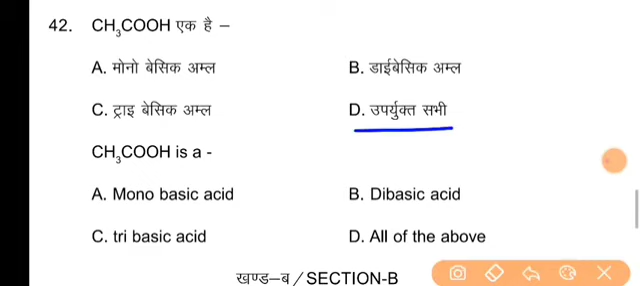 42. CH₃COOH एक है –
A. मोनो बेसिक अम्ल B. डाईबेसिक अम्ल
C. ट्राइ बेसिक अम्ल D. उपर्युक्त सभी
CH₃COOH is a -
A. Mono basic acid B. Dibasic acid
C. tri basic acid D. All of the above
खण्ड–ब / SECTION-B